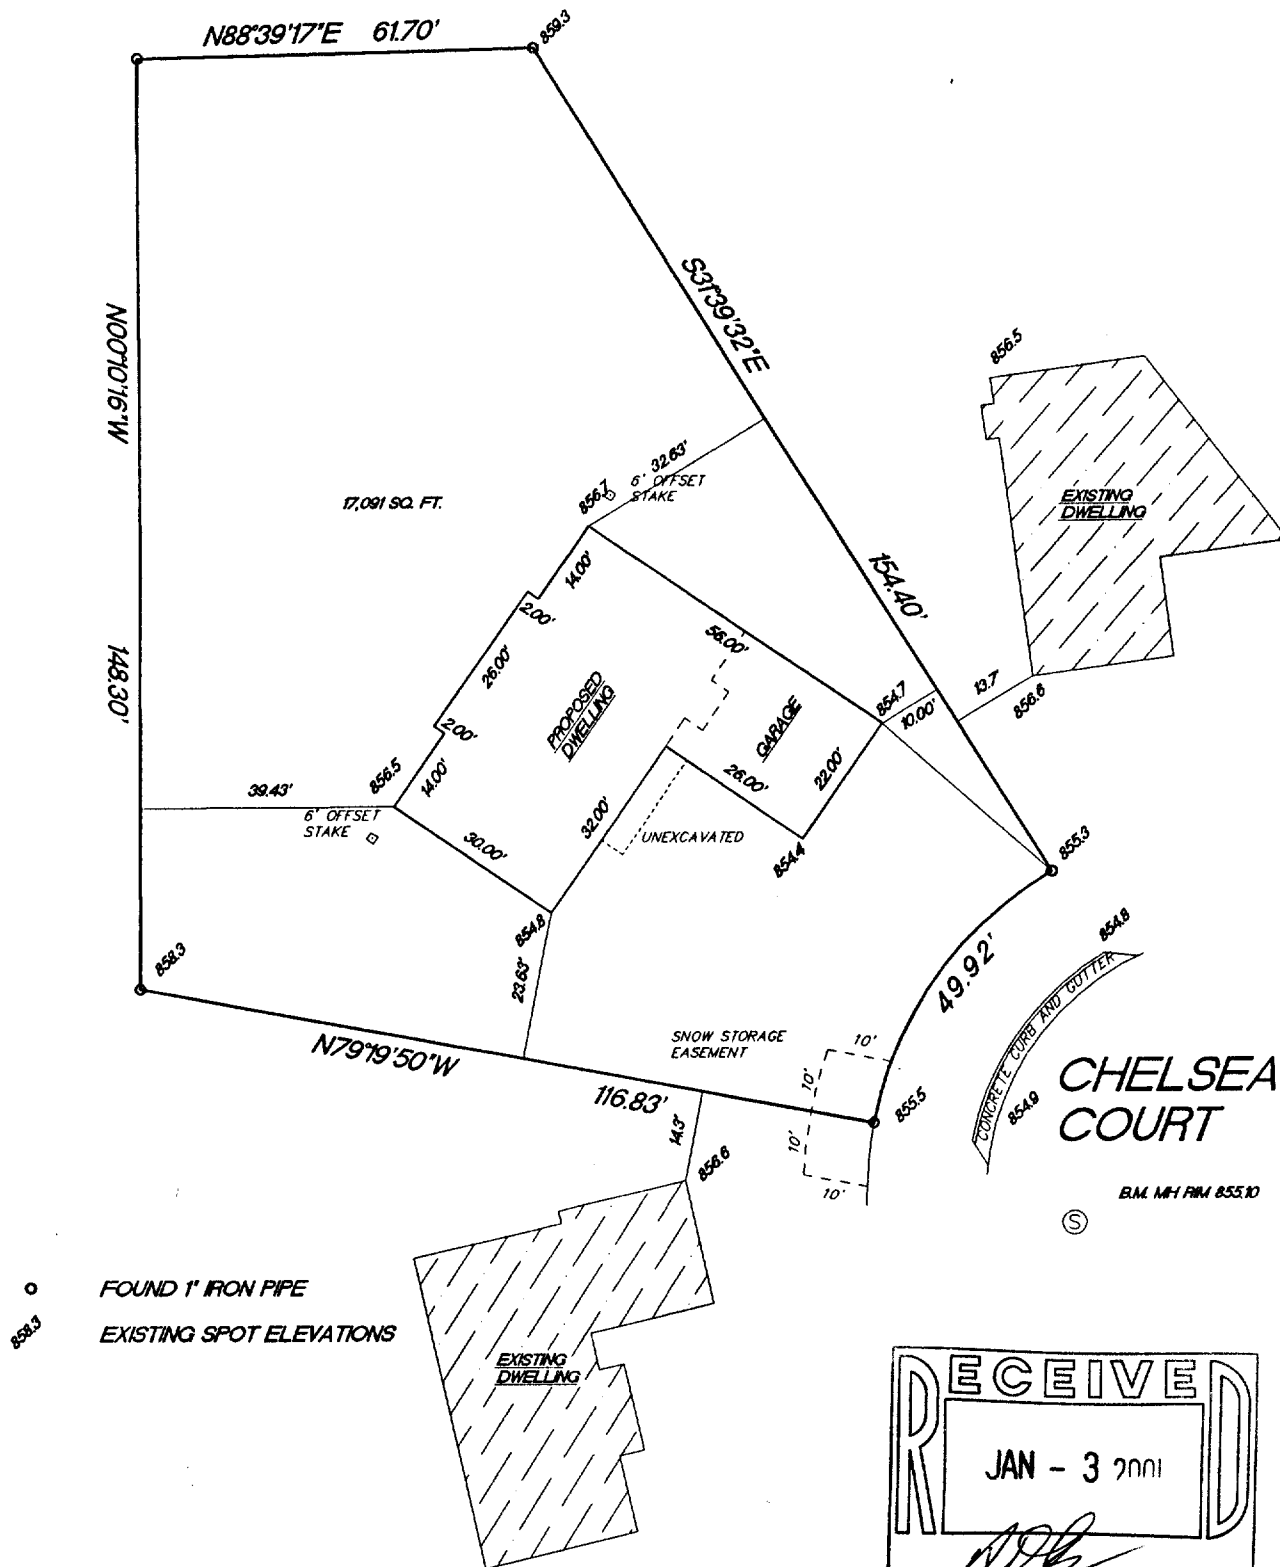 N88°39'17"E 61.70'
859.3
S31°39'32"E
N00°10'16"W
856.5
32.63'
6' OFFSET
STAKE
856.7
17,091 SQ. FT.
EXISTING
DWELLING
14.00'
154.40'
2.00'
56.00'
26.00'
148.30'
PROPOSED
DWELLING
GARAGE
854.7
10.00'
13.7'
856.6
2.00'
856.5
14.00'
39.43'
6' OFFSET
STAKE
26.00'
22.00'
32.00'
30.00'
UNEXCAVATED
854.4
855.3
854.8
858.3
23.63'
854.8
49.92'
CONCRETE CURB AND GUTTER
854.9
SNOW STORAGE
EASEMENT
10'
10'
10'
10'
N79°19'50"W
116.83'
855.5
CHELSEA
COURT
14.3'
856.6
B.M. MH RIM 855.10
S
FOUND 1" IRON PIPE
858.3 EXISTING SPOT ELEVATIONS
EXISTING
DWELLING
RECEIVED
JAN - 3 2001